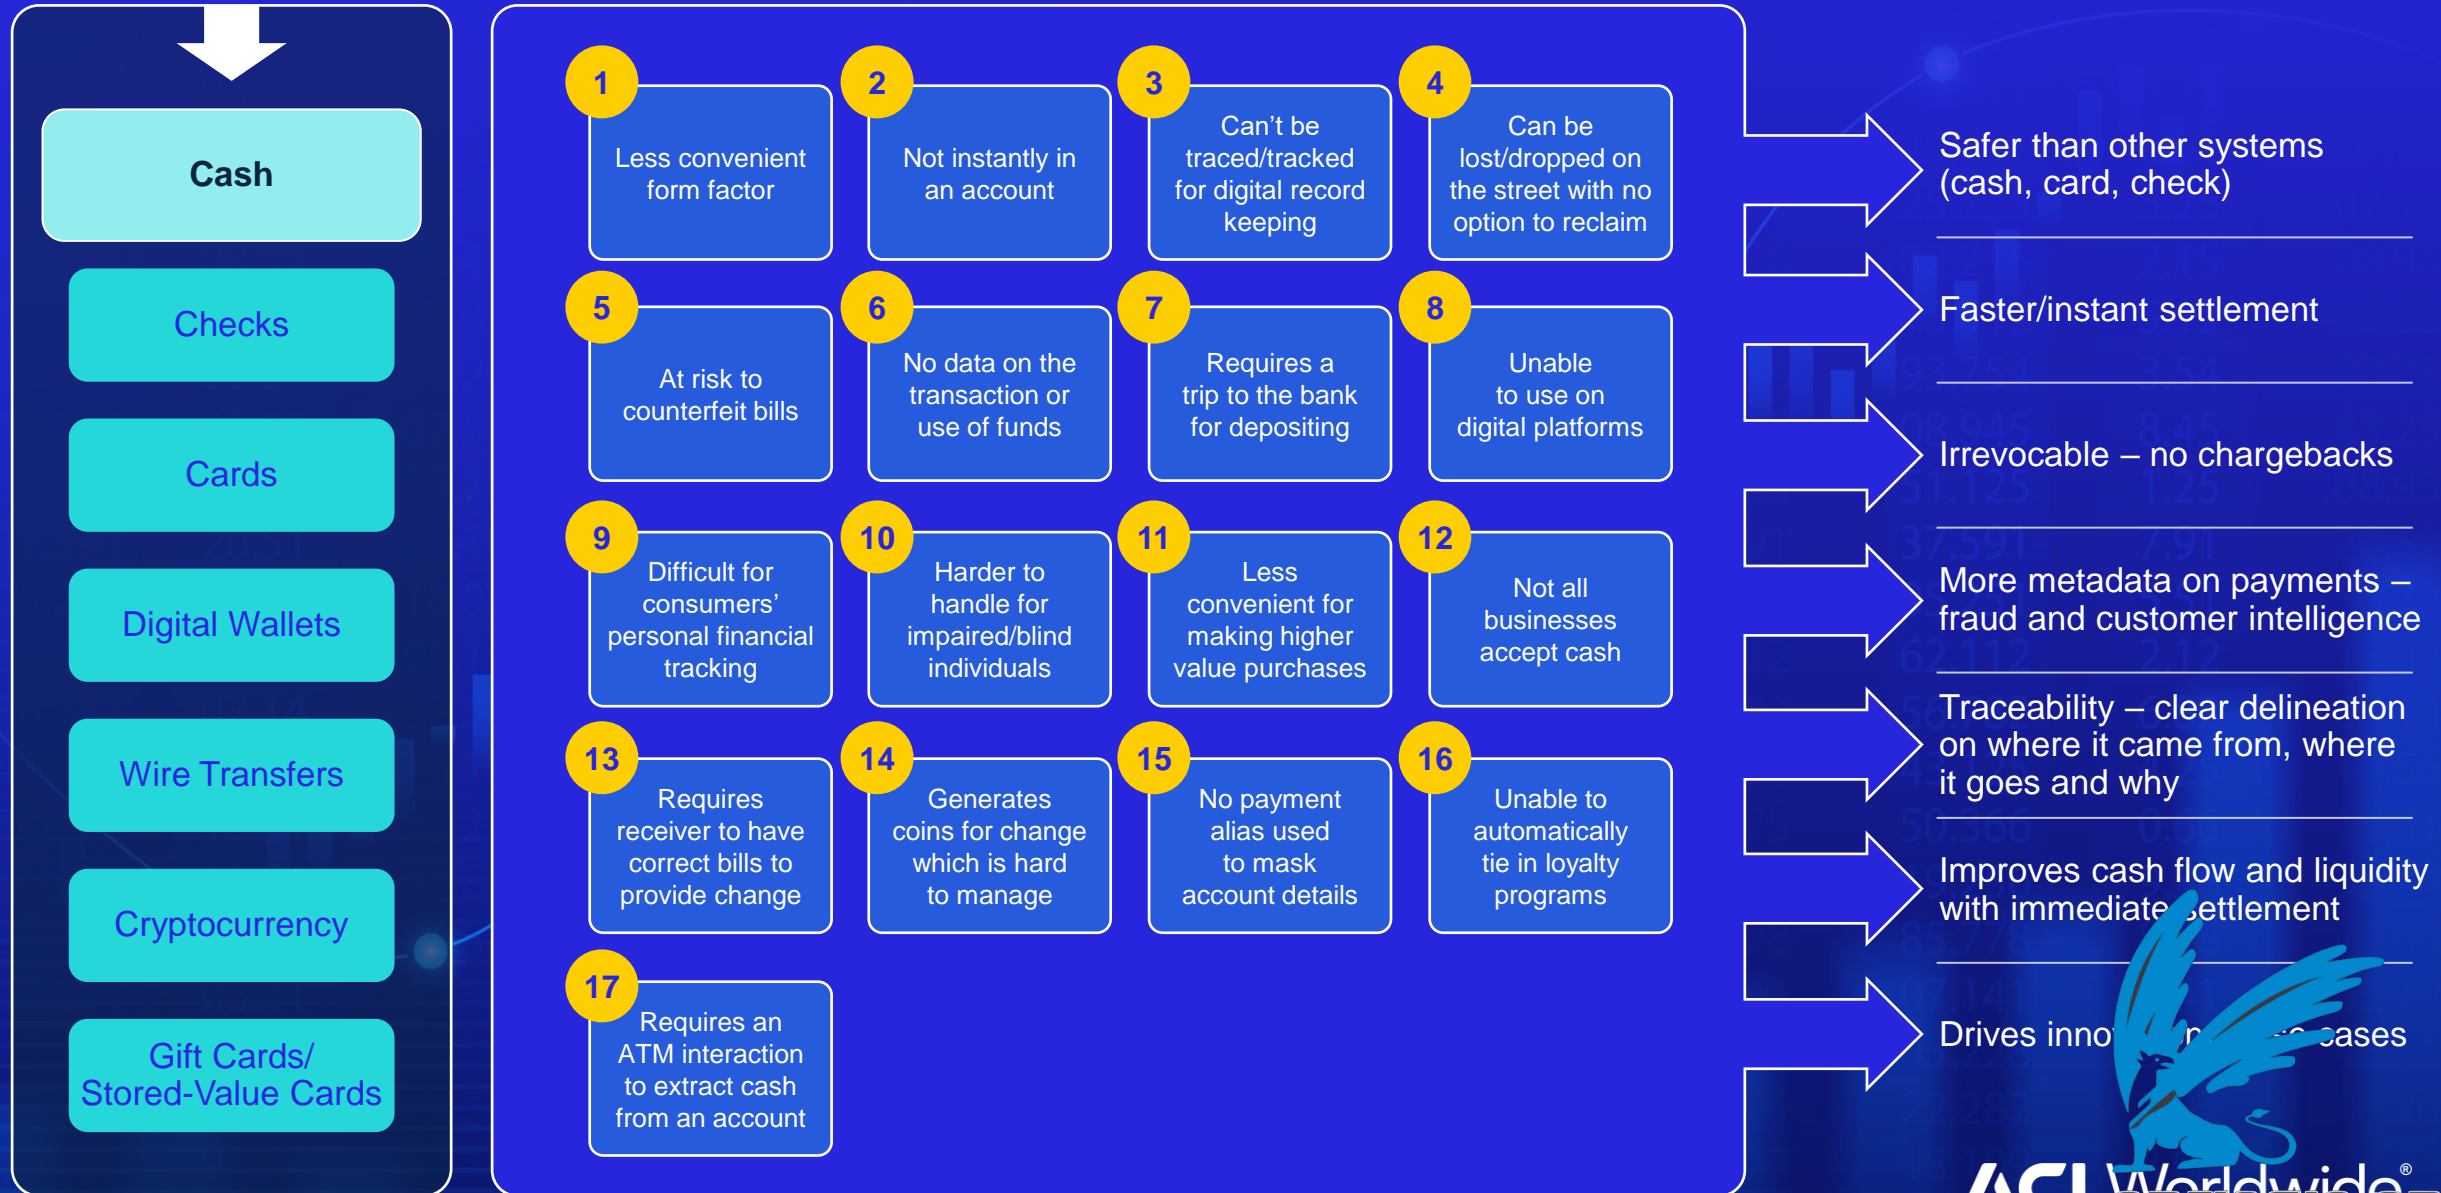 Cash
Checks
Cards
Digital Wallets
Wire Transfers
Cryptocurrency
Gift Cards/
Stored-Value Cards
1
Less convenient
form factor
2
Not instantly in
an account
3
Can’t be
traced/tracked
for digital record
keeping
4
Can be
lost/dropped on
the street with no
option to reclaim
5
At risk to
counterfeit bills
6
No data on the
transaction or
use of funds
7
Requires a
trip to the bank
for depositing
8
Unable
to use on
digital platforms
9
Difficult for
consumers’
personal financial
tracking
10
Harder to
handle for
impaired/blind
individuals
11
Less
convenient for
making higher
value purchases
12
Not all
businesses
accept cash
13
Requires
receiver to have
correct bills to
provide change
14
Generates
coins for change
which is hard
to manage
15
No payment
alias used
to mask
account details
16
Unable to
automatically
tie in loyalty
programs
17
Requires an
ATM interaction
to extract cash
from an account
Safer than other systems
(cash, card, check)
Faster/instant settlement
Irrevocable – no chargebacks
More metadata on payments –
fraud and customer intelligence
Traceability – clear delineation
on where it came from, where
it goes and why
Improves cash flow and liquidity
with immediate settlement
Drives cases
ACI Worldwide®